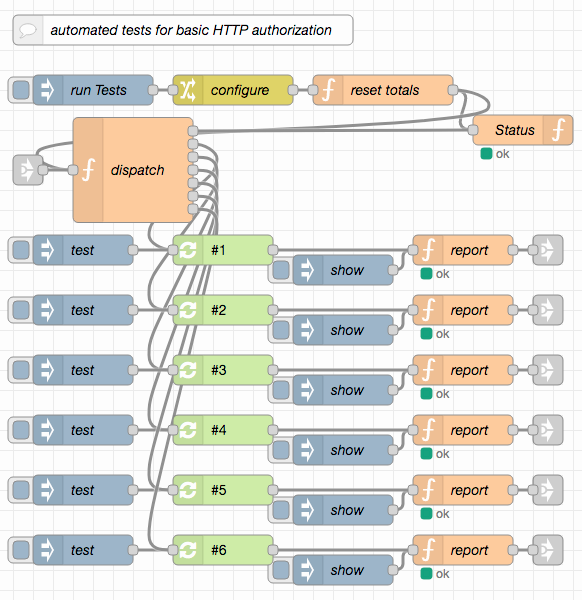 automated tests for basic HTTP authorization
run Tests configure reset totals
Status
ok
dispatch
test #1 report
show ok
test #2 report
show ok
test #3 report
show ok
test #4 report
show ok
test #5 report
show ok
test #6 report
show ok